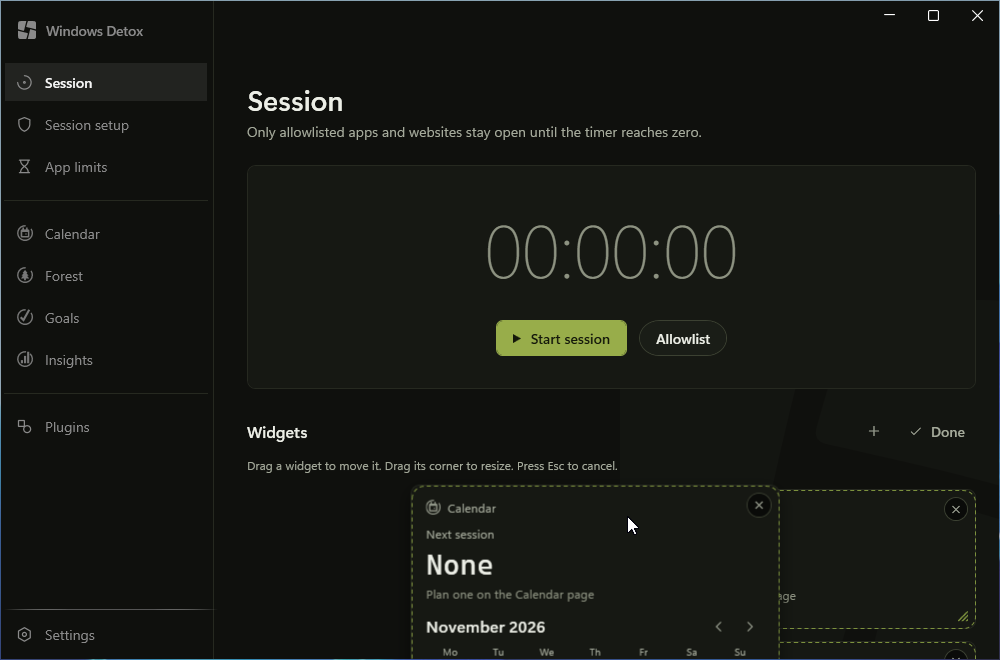 Windows Detox
Session
Session setup
App limits
Calendar
Forest
Goals
Insights
Plugins
Settings
Session
Only allowlisted apps and websites stay open until the timer reaches zero.
00:00:00
Start session
Allowlist
Widgets
Done
Drag a widget to move it. Drag its corner to resize. Press Esc to cancel.
Calendar
Next session
None
Plan one on the Calendar page
November 2026
Mo Tu We Th Fr Sa Su